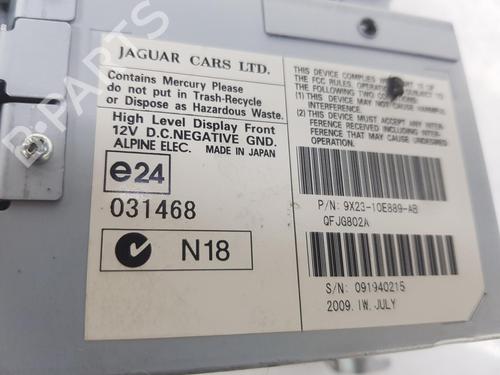 JAGUAR CARS LTD.
Contains Mercury Please
do not put in Trash-Recycle
or Dispose as Hazardous Waste.
High Level Display Front
12V D.C.NEGATIVE GND.
ALPINE ELEC. MADE IN JAPAN
e24
031468
N18
THIS DEVICE COMPLIES PART 15 OF
THE FCC RULES. OPERATION SUBJECT TO
THE FOLLOWING TWO CONDITIONS:
(1) THIS DEVICE MAY NOT CAUSE HARMFUL
INTERFERENCE.
(2) THIS DEVICE MUST ACCEPT ANY INTER-
FERENCE RECEIVED INCLUDING INTER-
FERENCE THAT MAY CAUSE UNDESIRED
OPERATION.
P/N: 9X23-10E889-AB
QFJG802A
S/N: 091940215
2009. IW. JULY
B-PARTS